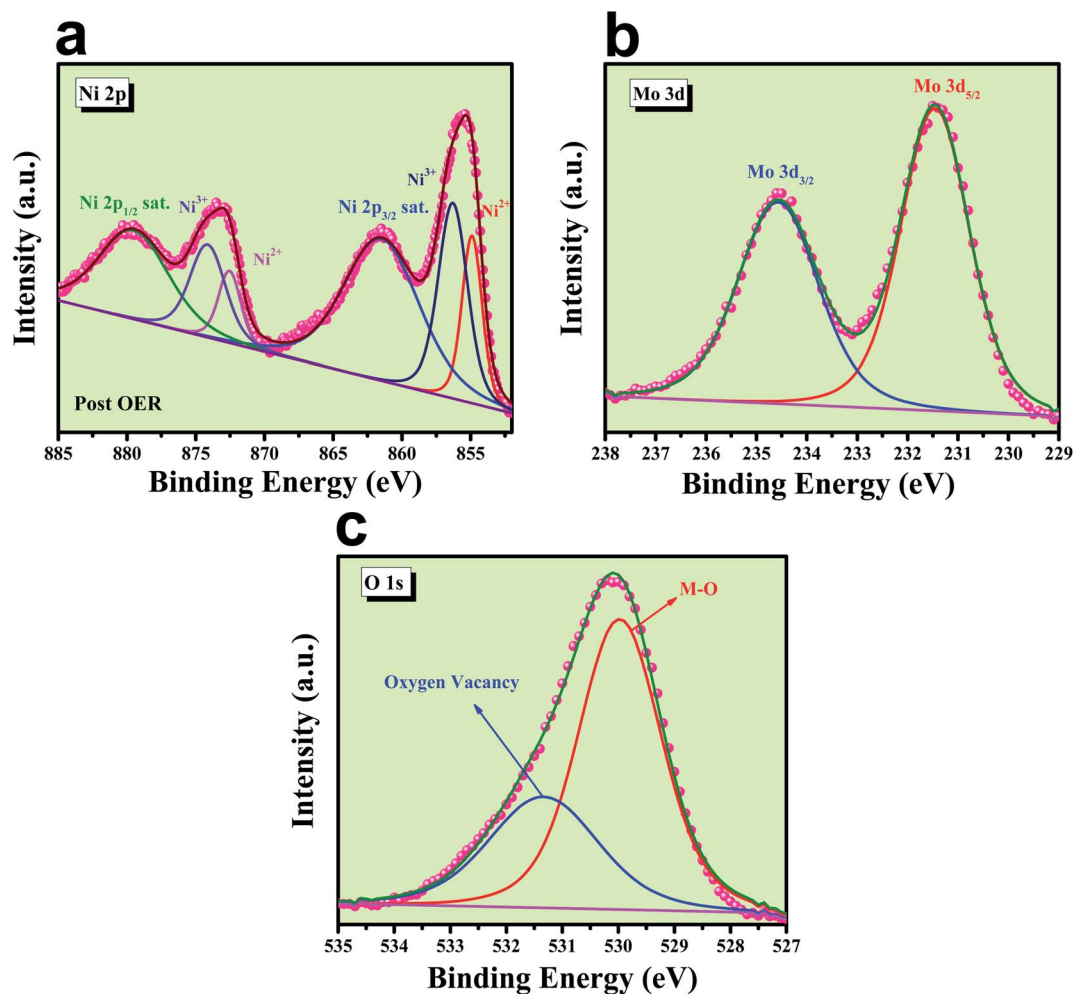 a
Ni 2p
Ni 2p1/2 sat.
Ni3+
Ni2+
Ni 2p3/2 sat.
Ni3+
Ni2+
Post OER
Intensity (a.u.)
885 880 875 870 865 860 855
Binding Energy (eV)
b
Mo 3d
Mo 3d5/2
Mo 3d3/2
Intensity (a.u.)
238 237 236 235 234 233 232 231 230 229
Binding Energy (eV)
c
O 1s
M-O
Oxygen Vacancy
Intensity (a.u.)
535 534 533 532 531 530 529 528 527
Binding Energy (eV)